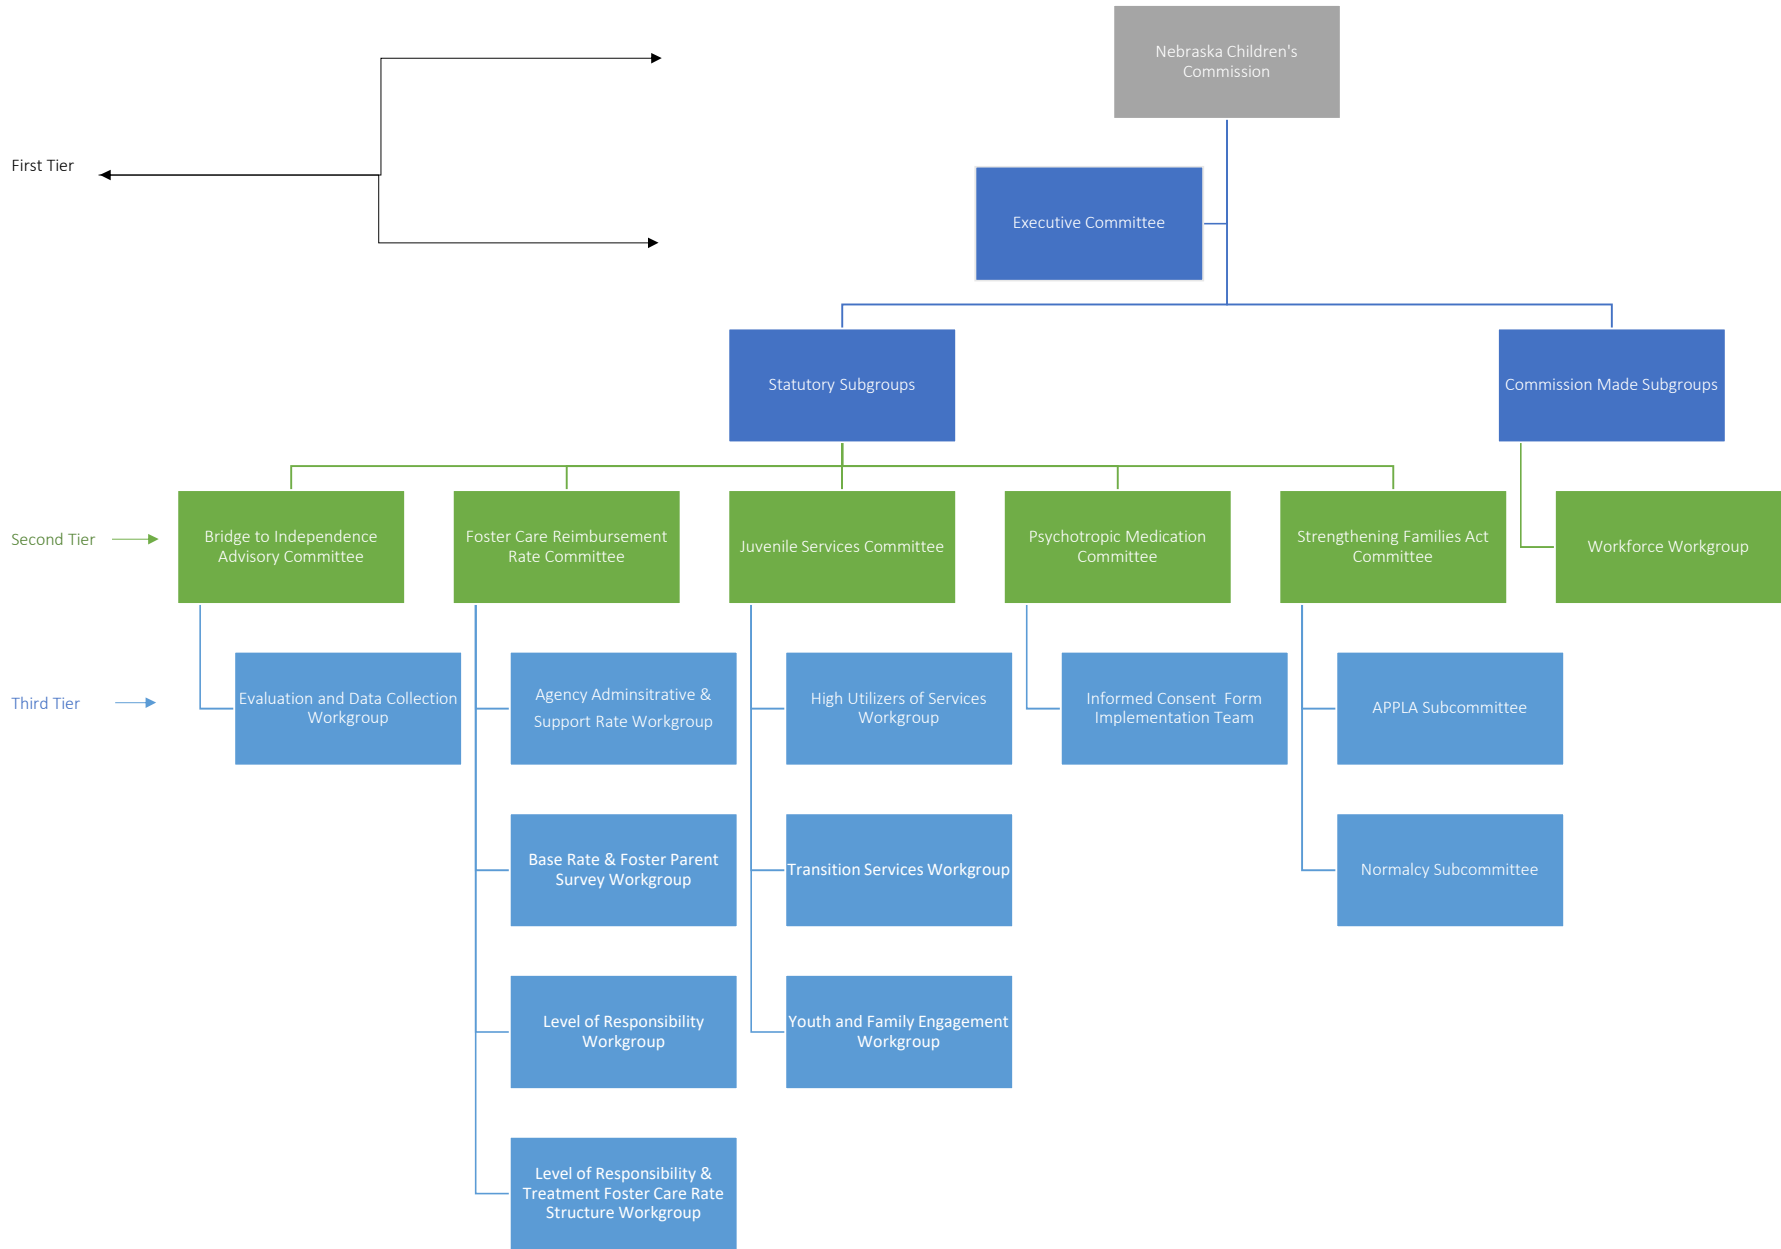 Nebraska Children's
Commission
First Tier
Executive Committee
Statutory Subgroups
Commission Made Subgroups
Second Tier
Bridge to Independence
Advisory Committee
Foster Care Reimbursement
Rate Committee
Juvenile Services Committee
Psychotropic Medication
Committee
Strengthening Families Act
Committee
Workforce Workgroup
Third Tier
Evaluation and Data Collection
Workgroup
Agency Adminsitrative &
Support Rate Workgroup
High Utilizers of Services
Workgroup
Informed Consent Form
Implementation Team
APPLA Subcommittee
Base Rate & Foster Parent
Survey Workgroup
Transition Services Workgroup
Normalcy Subcommittee
Level of Responsibility
Workgroup
Youth and Family Engagement
Workgroup
Level of Responsibility &
Treatment Foster Care Rate
Structure Workgroup